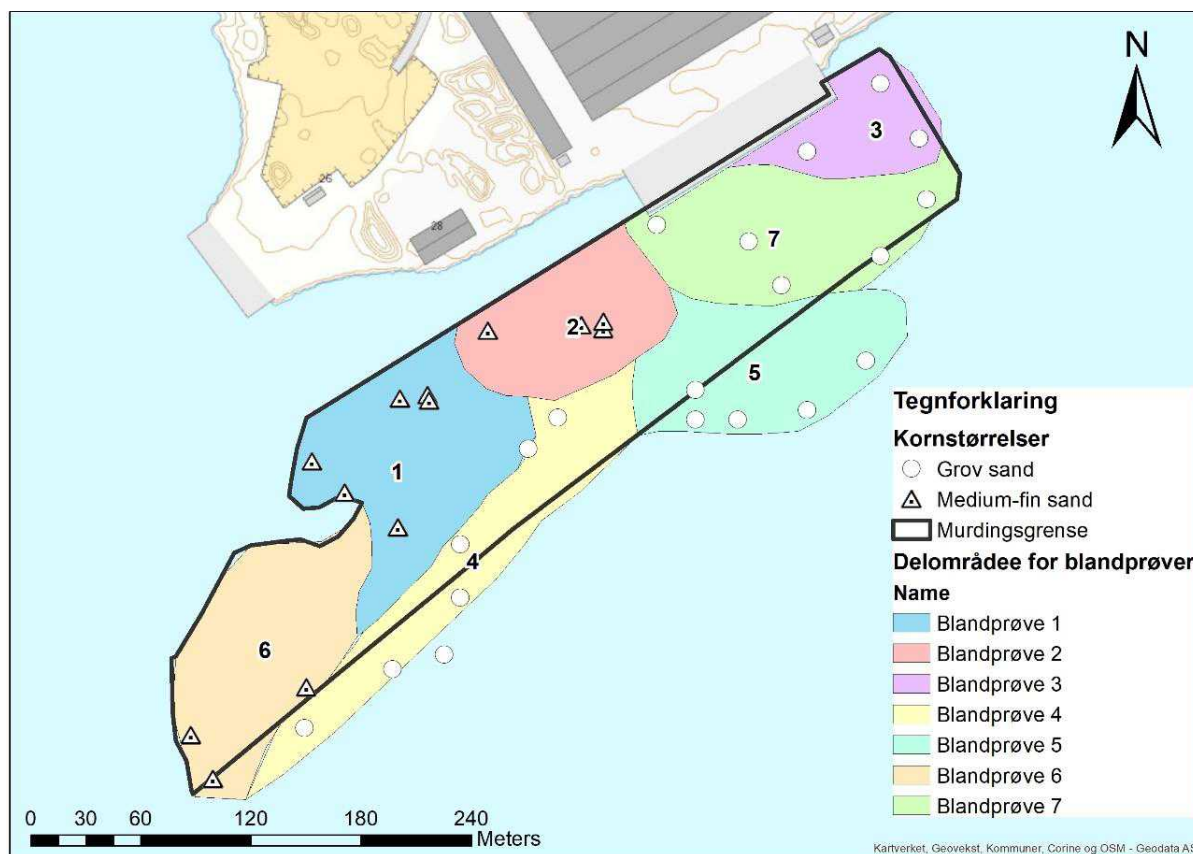 N
26
28
3
7
2
5
1
4
6
Tegnforklaring
Kornstørrelser
Grov sand
Medium-fin sand
Murdingsgrense
Delområdee for blandprøver
Name
Blandprøve 1
Blandprøve 2
Blandprøve 3
Blandprøve 4
Blandprøve 5
Blandprøve 6
Blandprøve 7
0 30 60 120 180 240
Meters
Kartverket, Geovekst, Kommuner, Corine og OSM - Geodata AS